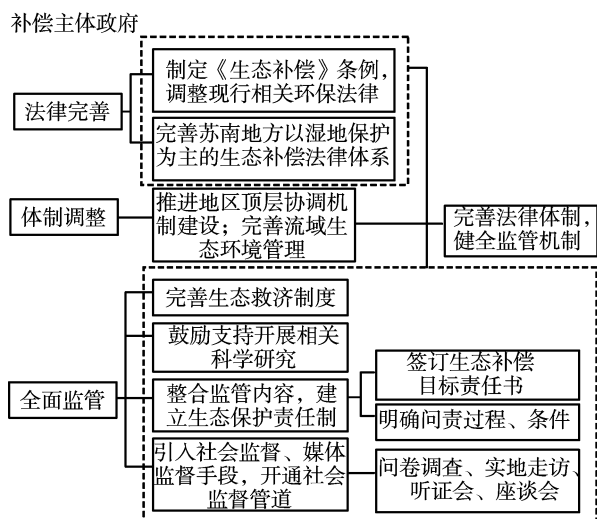 补偿主体政府
法律完善
制定《生态补偿》条例，
调整现行相关环保法律
完善苏南地方以湿地保护
为主的生态补偿法律体系
体制调整
推进地区顶层协调机
制建设；完善流域生
态环境管理
完善法律体制，
健全监管机制
全面监管
完善生态救济制度
鼓励支持开展相关
科学研究
整合监管内容，建
立生态保护责任制
签订生态补偿
目标责任书
明确问责过程、条件
引入社会监督、媒体
监督手段，开通社会
监督管道
问卷调查、实地走访、
听证会、座谈会